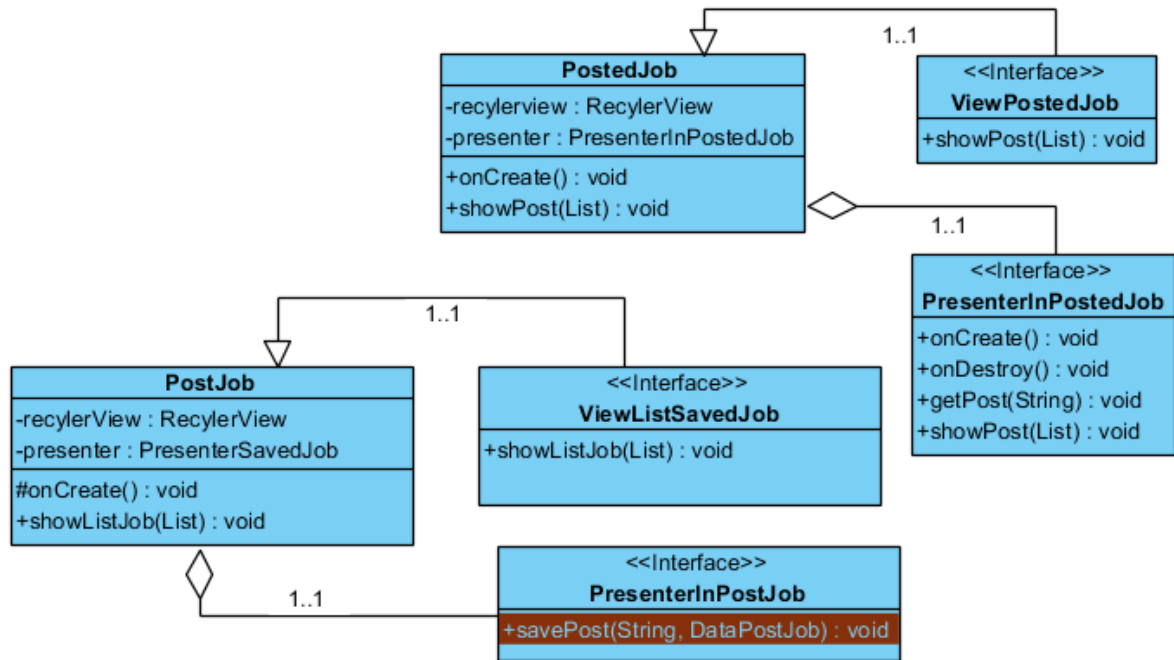 1..1
PostedJob
-recylerview : RecylerView
-presenter : PresenterInPostedJob
+onCreate() : void
+showPost(List) : void
<<Interface>>
ViewPostedJob
+showPost(List) : void
1..1
<<Interface>>
PresenterInPostedJob
+onCreate() : void
+onDestroy() : void
+getPost(String) : void
+showPost(List) : void
1..1
PostJob
-recylerView : RecylerView
-presenter : PresenterSavedJob
#onCreate() : void
+showListJob(List) : void
<<Interface>>
ViewListSavedJob
+showListJob(List) : void
1..1
<<Interface>>
PresenterInPostJob
+savePost(String, DataPostJob) : void